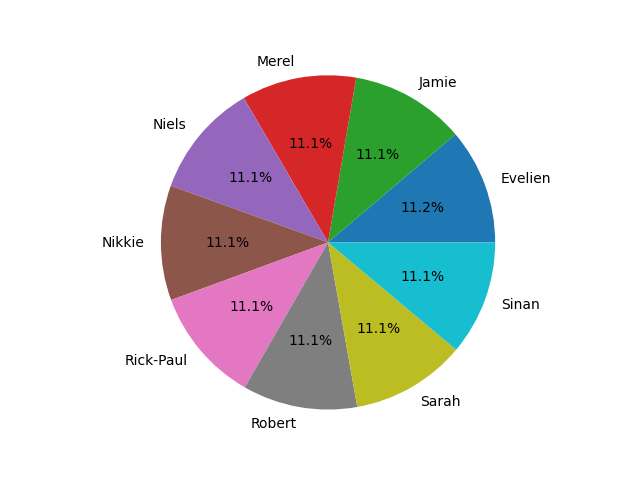 Merel
Jamie
Niels
11.1%
11.1%
Evelien
11.1%
11.2%
Nikkie
11.1%
11.1%
Sinan
11.1%
11.1%
11.1%
Rick-Paul
Sarah
Robert